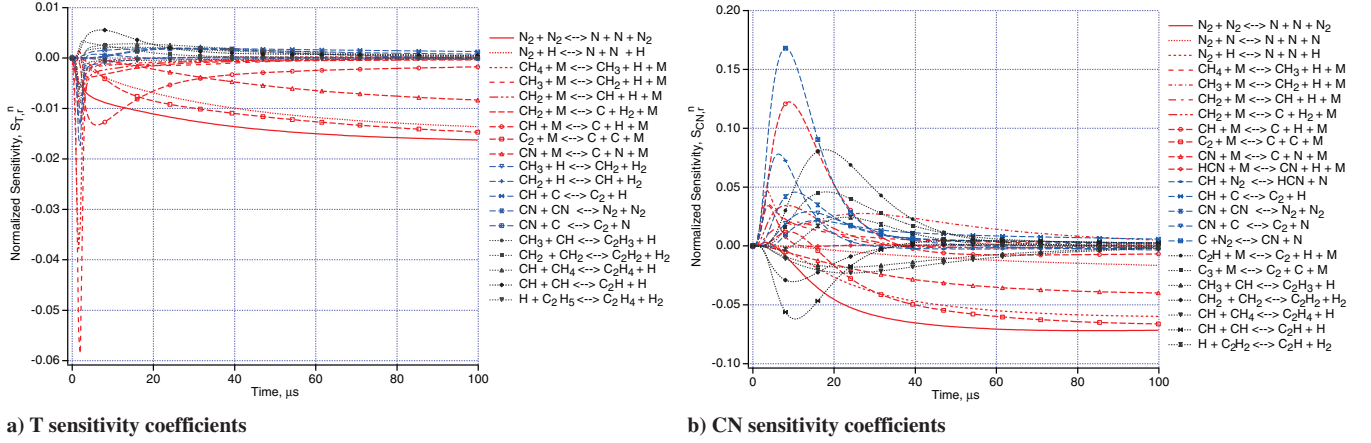 0.01
0.00
-0.01
-0.02
-0.03
-0.04
-0.05
-0.06
Normalized Sensitivity, S_T,r^n
0
20
40
60
80
100
Time, μs
N₂ + N₂ <--> N + N + N₂
N₂ + H <--> N + N + H
CH₄ + M <--> CH₃ + H + M
CH₃ + M <--> CH₂ + H + M
CH₂ + M <--> CH + H + M
CH₂ + M <--> C + H₂ + M
CH + M <--> C + H + M
C₂ + M <--> C + C + M
CN + M <--> C + N + M
CH₃ + H <--> CH₂ + H₂
CH₂ + H <--> CH + H₂
CH + C <--> C₂ + H
CN + CN <--> N₂ + N₂
CN + C <--> C₂ + N
CH₃ + CH <--> C₂H₃ + H
CH₂ + CH₂ <--> C₂H₂ + H₂
CH + CH₄ <--> C₂H₄ + H
CH + CH <--> C₂H + H
H + C₂H₅ <--> C₂H₄ + H₂
a) T sensitivity coefficients
0.20
0.15
0.10
0.05
0.00
-0.05
-0.10
Normalized Sensitivity, S_CN,r^n
0
20
40
60
80
100
Time, μs
N₂ + N₂ <--> N + N + N₂
N₂ + N <--> N + N + N
N₂ + H <--> N + N + H
CH₄ + M <--> CH₃ + H + M
CH₃ + M <--> CH₂ + H + M
CH₂ + M <--> CH + H + M
CH₂ + M <--> C + H₂ + M
CH + M <--> C + H + M
C₂ + M <--> C + C + M
CN + M <--> C + N + M
HCN + M <--> CN + H + M
CH + N₂ <--> HCN + N
CH + C <--> C₂ + H
CN + CN <--> N₂ + N₂
CN + C <--> C₂ + N
C +N₂ <--> CN + N
C₂H + M <--> C₂ + H + M
C₃ + M <--> C₂ + C + M
CH₃ + CH <--> C₂H₃ + H
CH₂ + CH₂ <--> C₂H₂ + H₂
CH + CH₄ <--> C₂H₄ + H
CH + CH <--> C₂H + H
H + C₂H₂ <--> C₂H + H₂
b) CN sensitivity coefficients